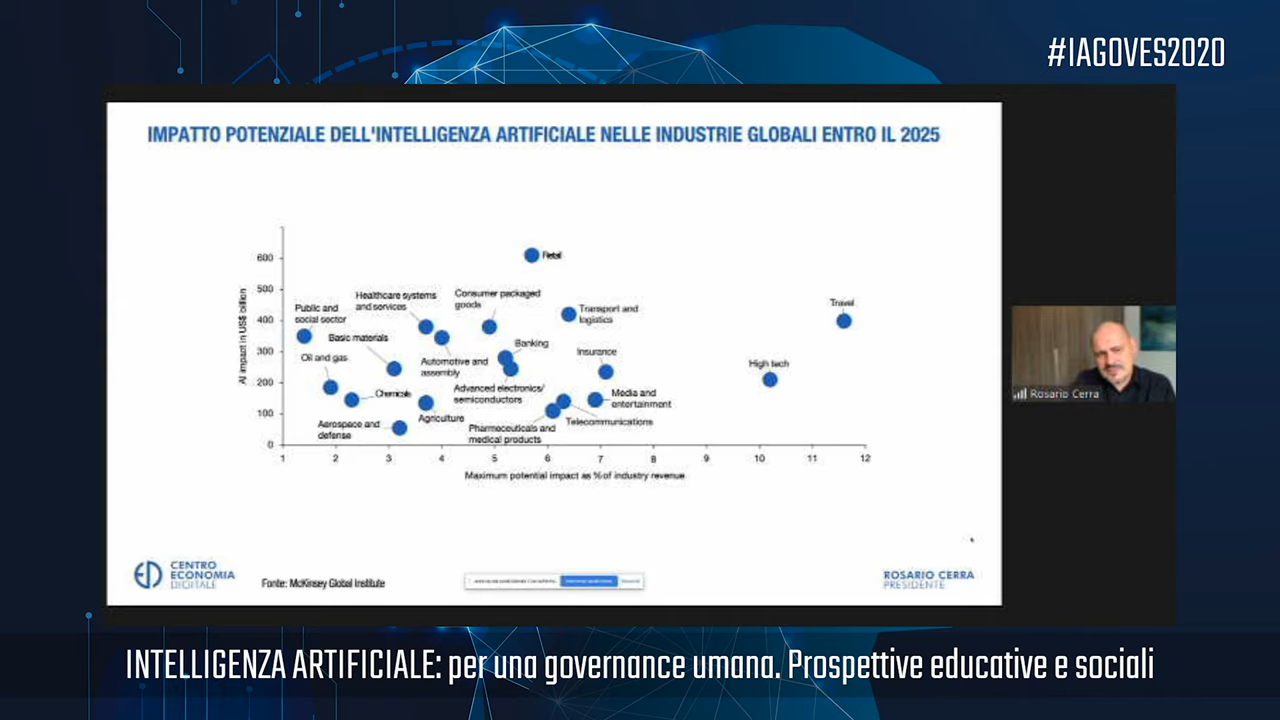 #IAGOVES2020
IMPATTO POTENZIALE DELL'INTELLIGENZA ARTIFICIALE NELLE INDUSTRIE GLOBALI ENTRO IL 2025
AI impact in US$ billion
600
500
400
300
200
100
0
Retail
Public and
social sector
Healthcare systems
and services
Consumer packaged
goods
Transport and
logistics
Travel
Basic materials
Oil and gas
Automotive and
assembly
Banking
Insurance
High tech
Chemicals
Advanced electronics/
semiconductors
Media and
entertainment
Agriculture
Aerospace and
defense
Pharmaceuticals and
medical products
Telecommunications
1 2 3 4 5 6 7 8 9 10 11 12
Maximum potential impact as % of industry revenue
Rosario Cerra
CENTRO
ECONOMIA
DIGITALE
Fonte: McKinsey Global Institute
ROSARIO CERRA
PRESIDENTE
INTELLIGENZA ARTIFICIALE: per una governance umana. Prospettive educative e sociali